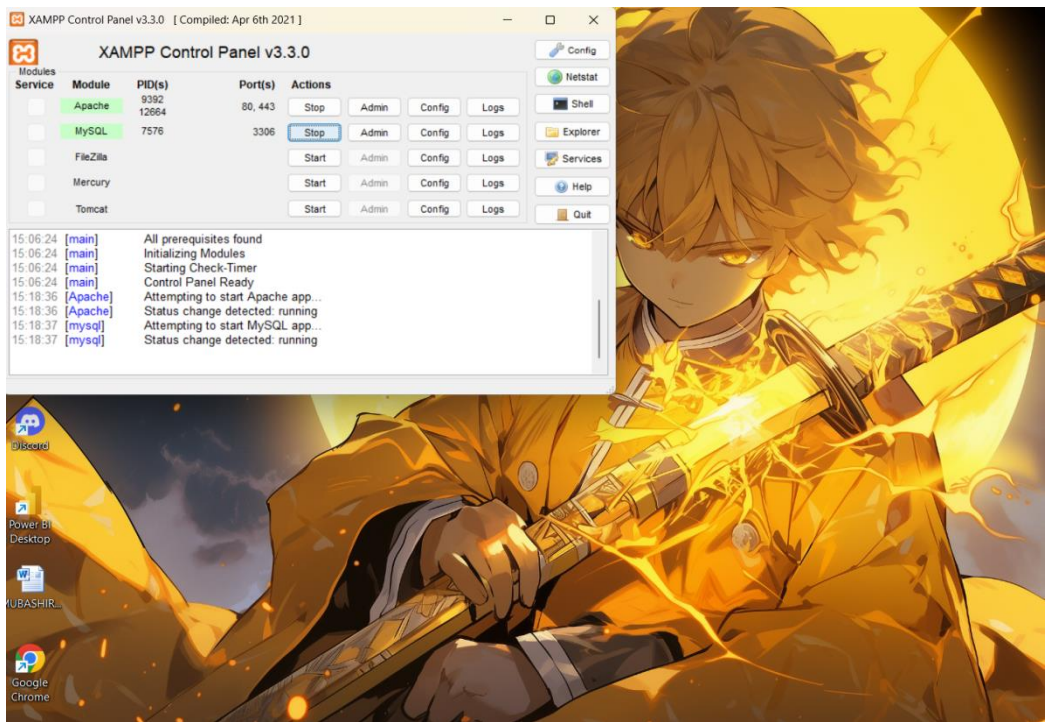 XAMPP Control Panel v3.3.0 [ Compiled: Apr 6th 2021 ]
XAMPP Control Panel v3.3.0
Config
Modules
Service Module PID(s) Port(s) Actions
Netstat
Apache 9392 12664 80, 443 Stop Admin Config Logs
Shell
MySQL 7576 3306 Stop Admin Config Logs
Explorer
FileZilla Start Admin Config Logs
Services
Mercury Start Admin Config Logs
Help
Tomcat Start Admin Config Logs
Quit
15:06:24 [main] All prerequisites found
15:06:24 [main] Initializing Modules
15:06:24 [main] Starting Check-Timer
15:06:24 [main] Control Panel Ready
15:18:36 [Apache] Attempting to start Apache app...
15:18:36 [Apache] Status change detected: running
15:18:37 [mysql] Attempting to start MySQL app...
15:18:37 [mysql] Status change detected: running
Discord
Power BI
Desktop
MUBASHIR...
Google
Chrome